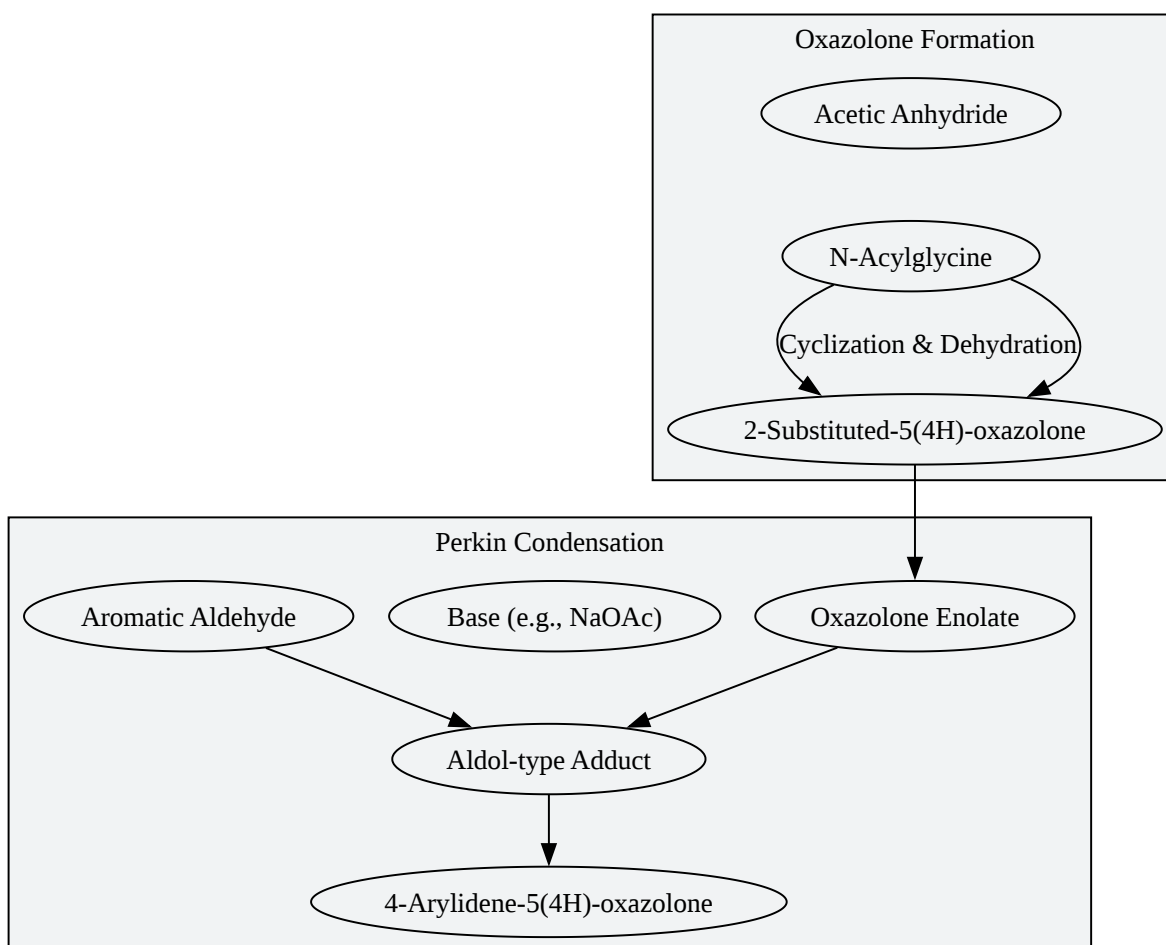 Oxazolone Formation
Acetic Anhydride
N-Acylglycine
Cyclization & Dehydration
2-Substituted-5(4H)-oxazolone
Perkin Condensation
Aromatic Aldehyde
Base (e.g., NaOAc)
Oxazolone Enolate
Aldol-type Adduct
4-Arylidene-5(4H)-oxazolone